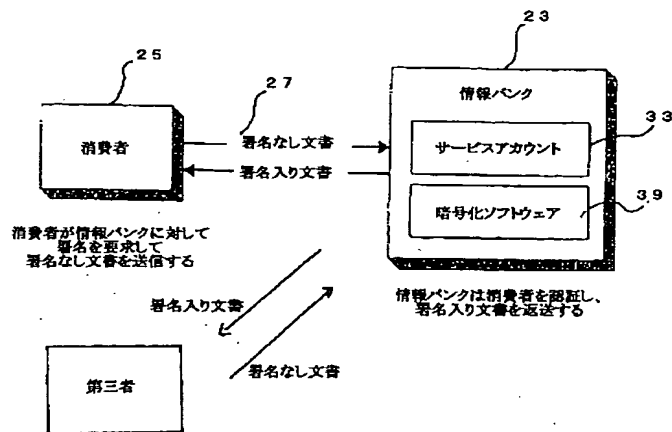 ２５
２３
２７
情報バンク
消費者
署名なし文書
サービスアカウント
３３
署名入り文書
暗号化ソフトウェア
３９
消費者が情報バンクに対して
署名を要求して
署名なし文書を送信する
情報バンクは消費者を認証し、
署名入り文書を返送する
署名入り文書
署名なし文書
第三者